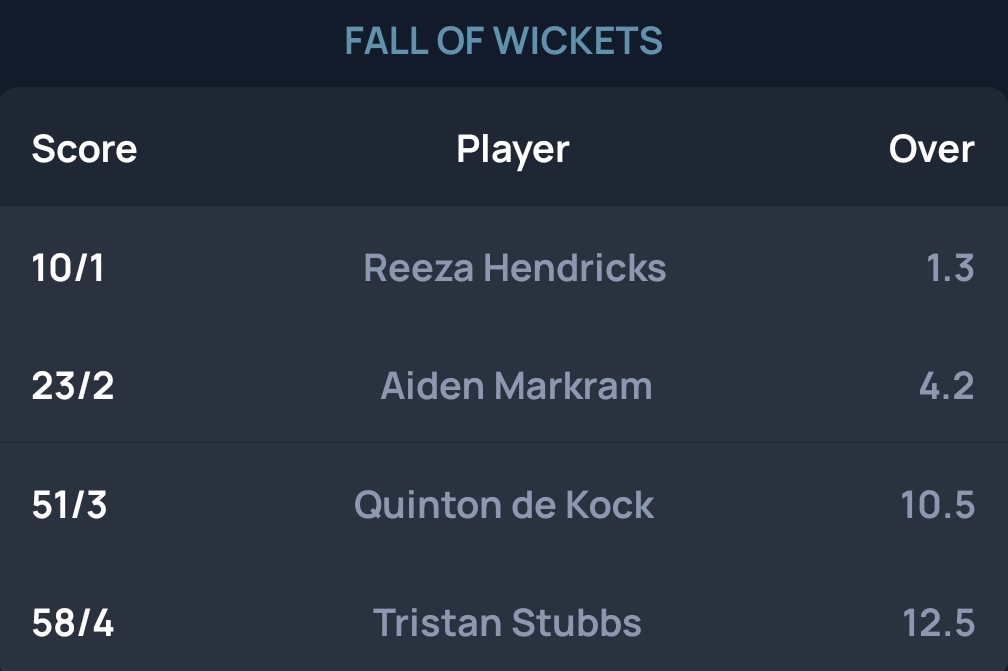 FALL OF WICKETS
Score Player Over
10/1 Reeza Hendricks 1.3
23/2 Aiden Markram 4.2
51/3 Quinton de Kock 10.5
58/4 Tristan Stubbs 12.5